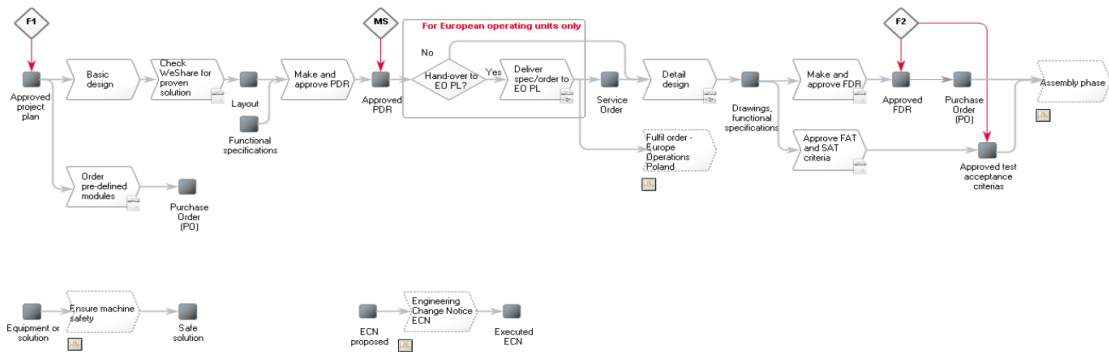 F1
MS
For European operating units only
F2
No
Yes
Approved
project
plan
Basic
design
Check
WeShare for
proven
solution
Layout
Functional
specifications
Make and
approve PDR
Approved
PDR
Hand-over to
EO PL?
Deliver
spec/order to
EO PL
Service
Order
Detail
design
Drawings,
functional
specifications
Make and
approve FDR
Approved
FDR
Purchase
Order (PO)
Assembly phase
Fulfil order -
Europe
Operations
Poland
Approve FAT
and SAT
criteria
Approved test
acceptance
criterias
Order
pre-defined
modules
Purchase
Order
(PO)
Equipment or
solution
Ensure machine
safety
Safe
solution
ECN
proposed
Engineering
Change Notice
ECN
Executed
ECN